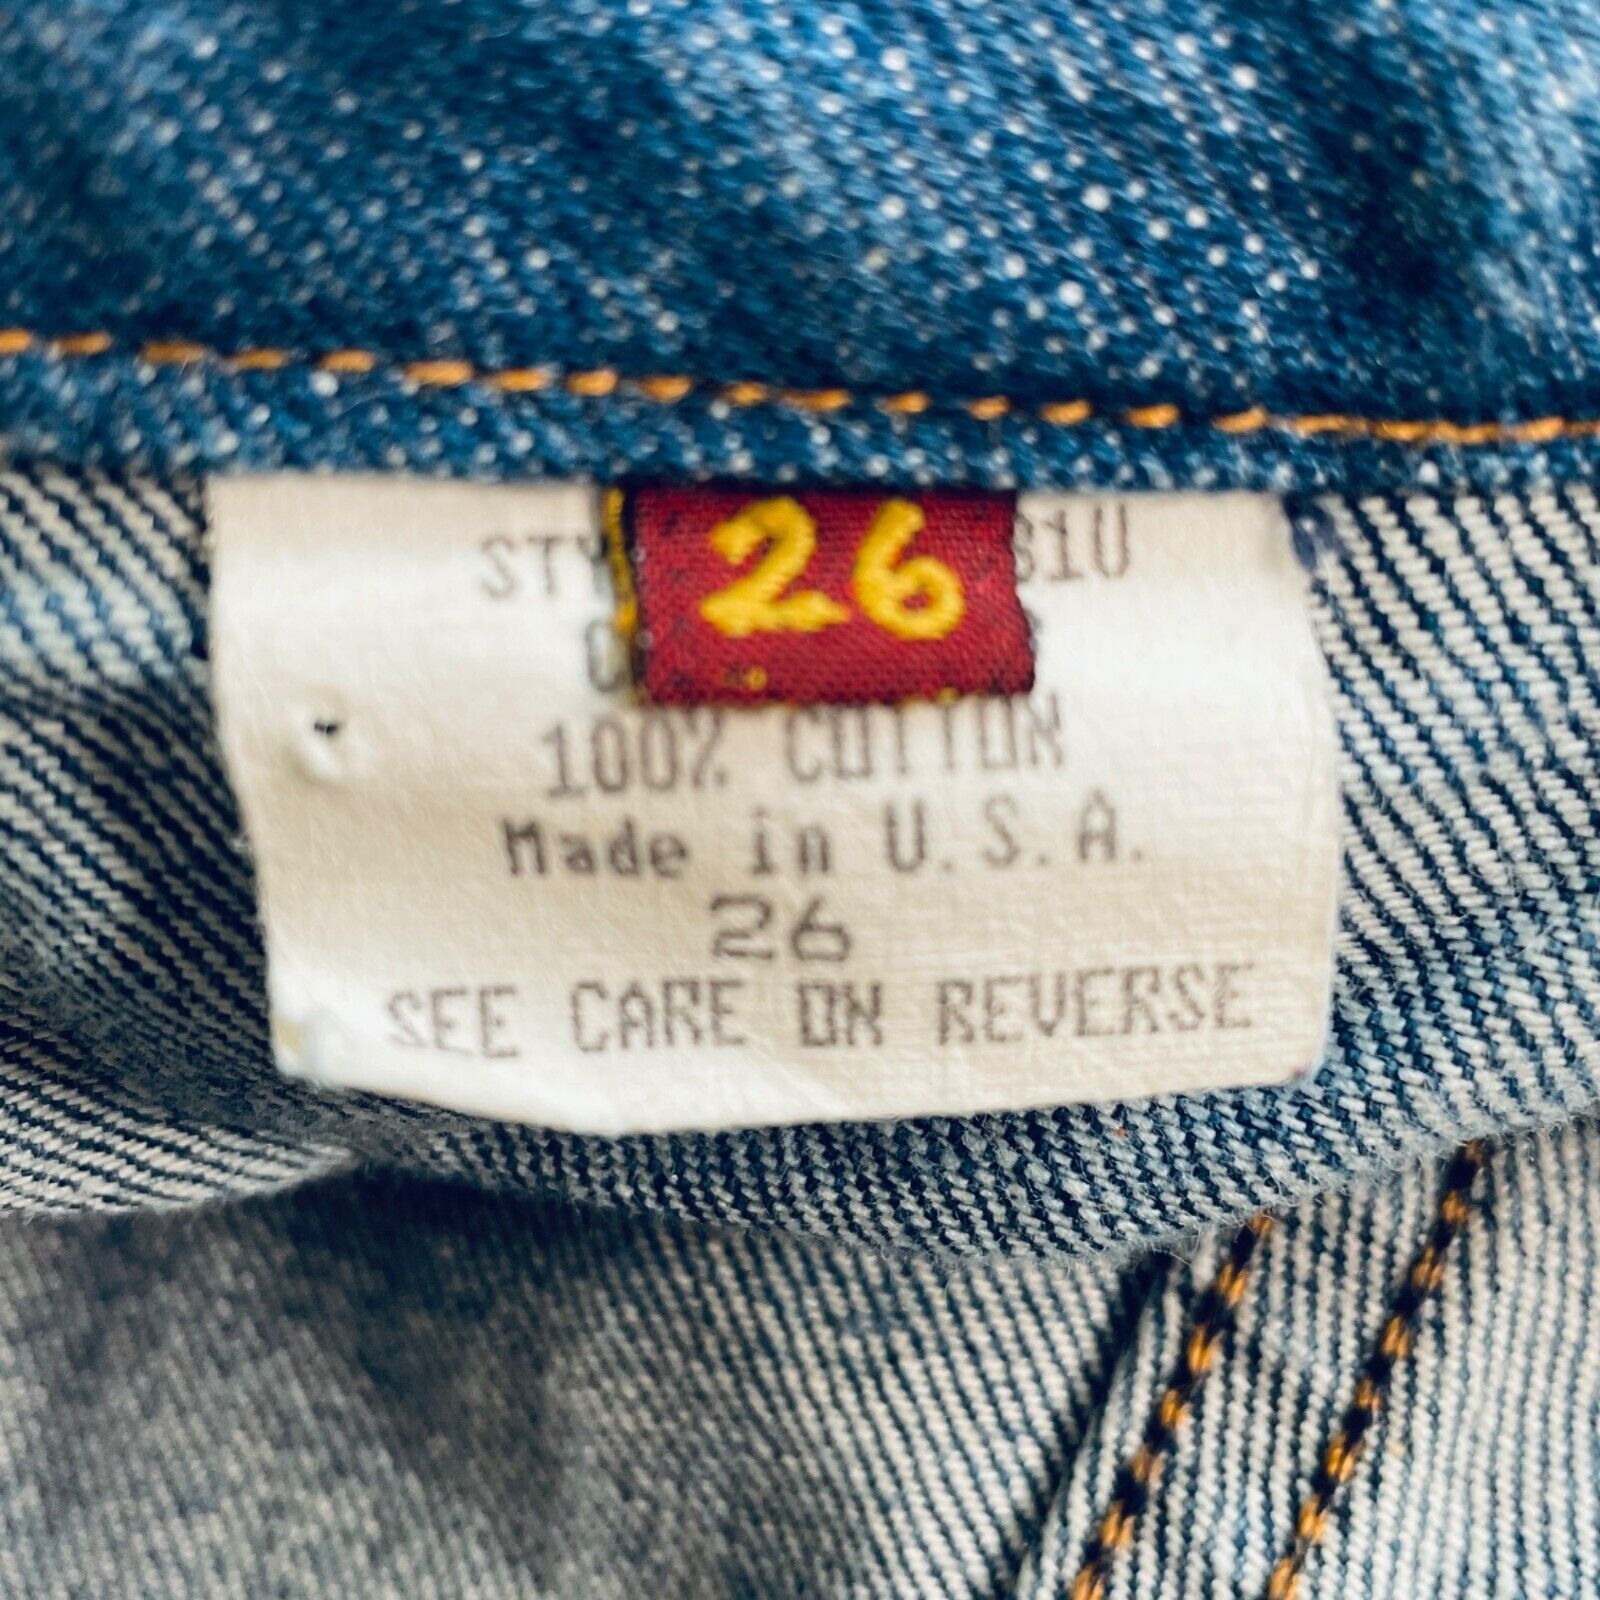 26
100% COTTON
Made in U.S.A.
26
SEE CARE ON REVERSE